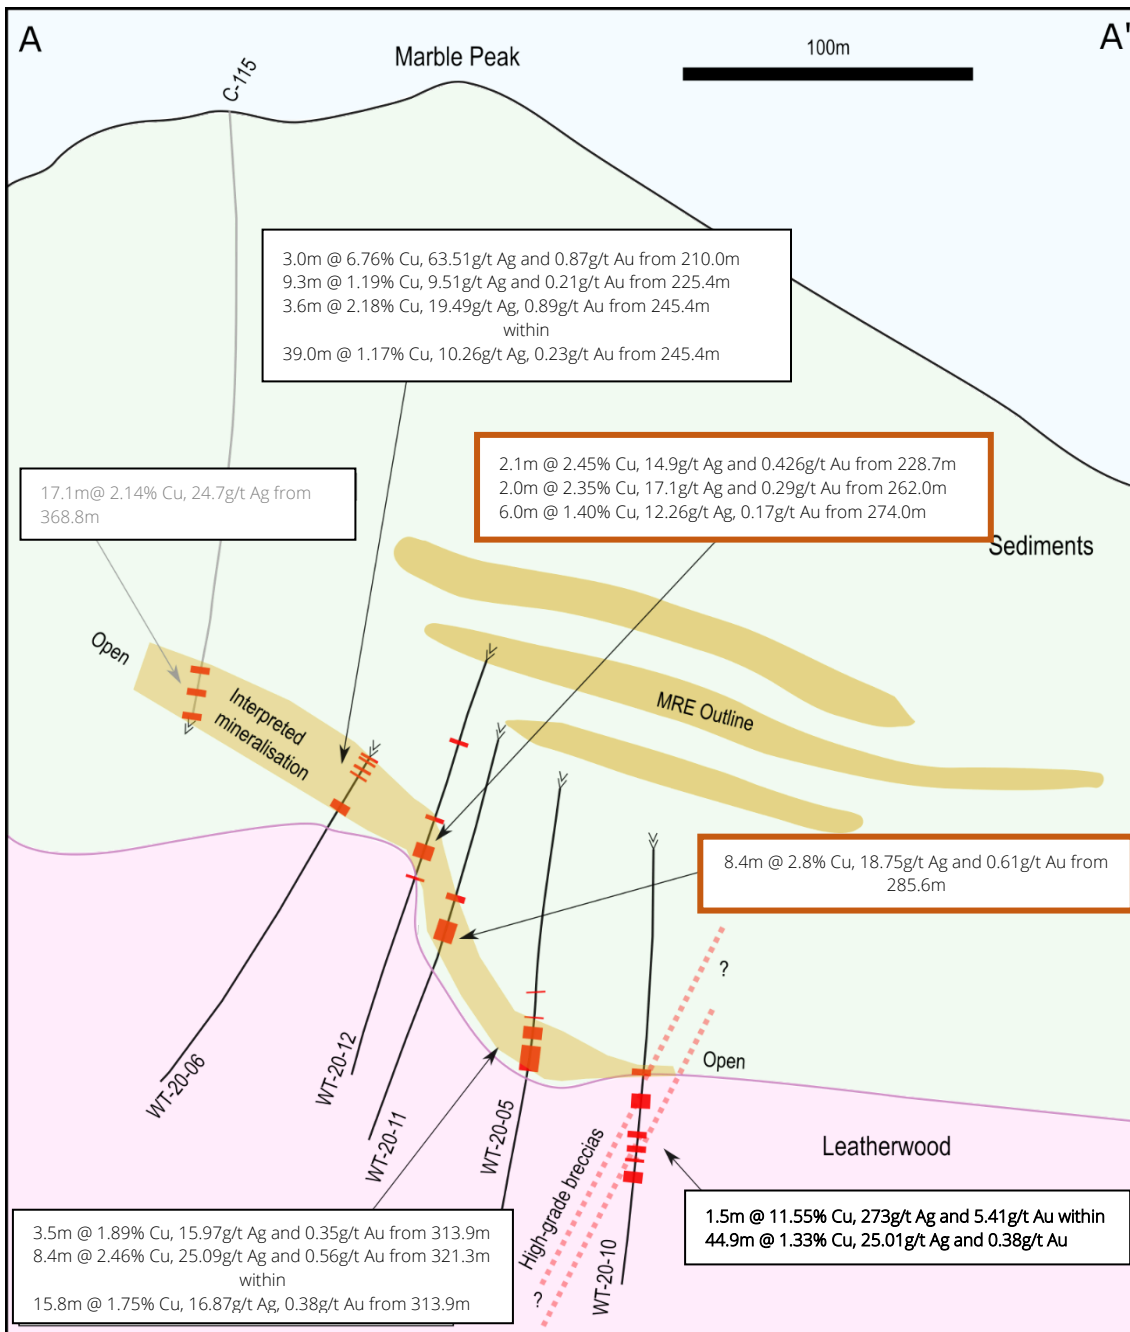 A
A'
Marble Peak
100m
C-115
3.0m @ 6.76% Cu, 63.51g/t Ag and 0.87g/t Au from 210.0m
9.3m @ 1.19% Cu, 9.51g/t Ag and 0.21g/t Au from 225.4m
3.6m @ 2.18% Cu, 19.49g/t Ag, 0.89g/t Au from 245.4m
within
39.0m @ 1.17% Cu, 10.26g/t Ag, 0.23g/t Au from 245.4m
2.1m @ 2.45% Cu, 14.9g/t Ag and 0.426g/t Au from 228.7m
2.0m @ 2.35% Cu, 17.1g/t Ag and 0.29g/t Au from 262.0m
6.0m @ 1.40% Cu, 12.26g/t Ag, 0.17g/t Au from 274.0m
17.1m@ 2.14% Cu, 24.7g/t Ag from
368.8m
Sediments
Open
Interpreted
mineralisation
MRE Outline
8.4m @ 2.8% Cu, 18.75g/t Ag and 0.61g/t Au from
285.6m
?
Open
WT-20-06
WT-20-12
WT-20-11
WT-20-05
High-grade breccias
Leatherwood
1.5m @ 11.55% Cu, 273g/t Ag and 5.41g/t Au within
44.9m @ 1.33% Cu, 25.01g/t Ag and 0.38g/t Au
3.5m @ 1.89% Cu, 15.97g/t Ag and 0.35g/t Au from 313.9m
8.4m @ 2.46% Cu, 25.09g/t Ag and 0.56g/t Au from 321.3m
within
15.8m @ 1.75% Cu, 16.87g/t Ag, 0.38g/t Au from 313.9m
?
WT-20-10